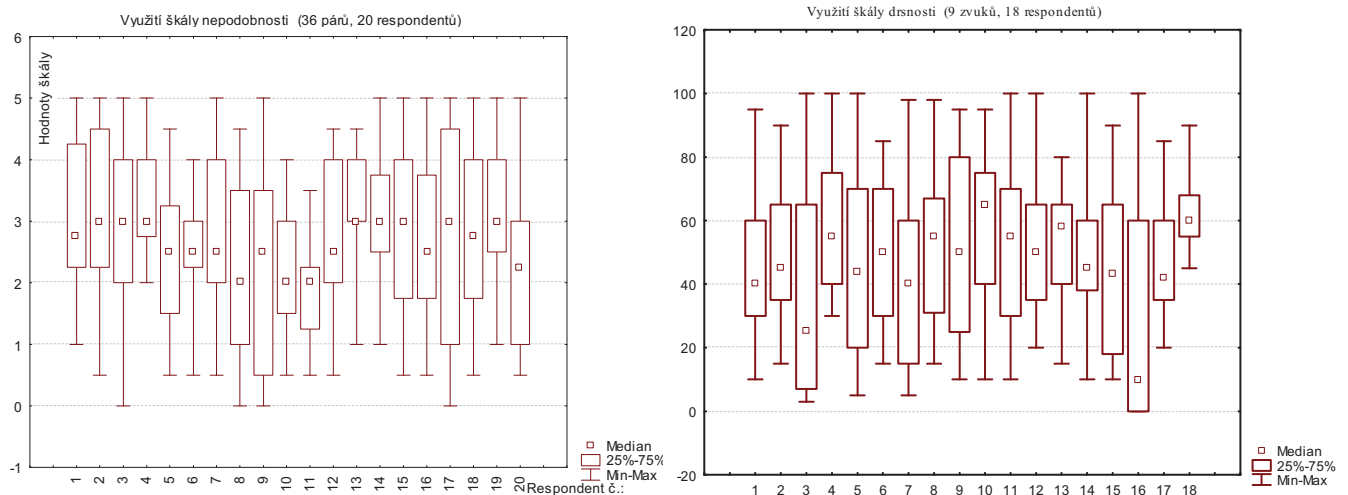 Využití škály nepodobnosti (36 párů, 20 respondentů)
Hodnoty škály
6
5
4
3
2
1
0
-1
1 2 3 4 5 6 7 8 9 10 11 12 13 14 15 16 17 18 19 20
Respondent č.:
Median
25%-75%
Min-Max
Využití škály drsnosti (9 zvuků, 18 respondentů)
120
100
80
60
40
20
0
-20
1 2 3 4 5 6 7 8 9 10 11 12 13 14 15 16 17 18
Median
25%-75%
Min-Max